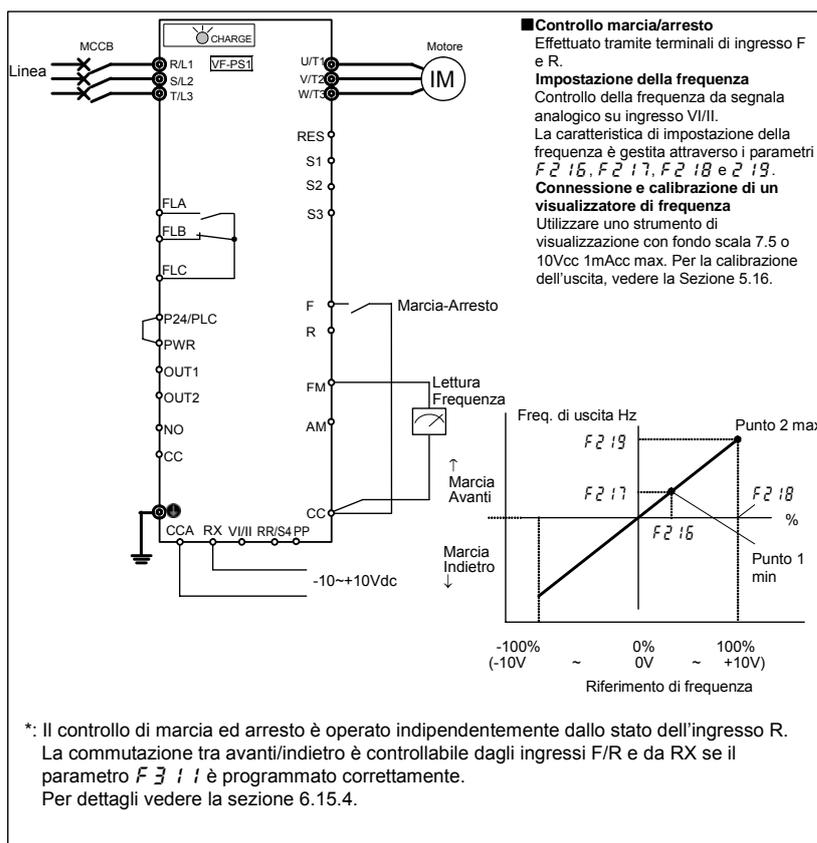 MCCB
Linea
CHARGE
VF-PS1
R/L1
S/L2
T/L3
U/T1
V/T2
W/T3
Motore
IM
RES
S1
S2
S3
FLA
FLB
FLC
P24/PLC
PWR
OUT1
OUT2
NO
CC
F
R
FM
AM
CC
Marcia-Arresto
Lettura
Frequenza
CCA RX VI/II RR/S4 PP
-10~+10Vdc
■Controllo marcia/arresto
Effettuato tramite terminali di ingresso F
e R.
Impostazione della frequenza
Controllo della frequenza da segnala
analogico su ingresso VI/II.
La caratteristica di impostazione della
frequenza è gestita attraverso i parametri
F216, F217, F218 e 219.
Connessione e calibrazione di un
visualizzatore di frequenza
Utilizzare uno strumento di
visualizzazione con fondo scala 7.5 o
10Vcc 1mAcc max. Per la calibrazione
dell'uscita, vedere la Sezione 5.16.
Freq. di uscita Hz
Punto 2 max
F219
F217
F218
F216
%
↑
Marcia
Avanti
Marcia
Indietro
↓
Punto 1
min
-100% 0% 100%
(-10V ~ 0V ~ +10V)
Riferimento di frequenza
*: Il controllo di marcia ed arresto è operato indipendentemente dallo stato dell'ingresso R.
La commutazione tra avanti/indietro è controllabile dagli ingressi F/R e da RX se il
parametro F311 è programmato correttamente.
Per dettagli vedere la sezione 6.15.4.